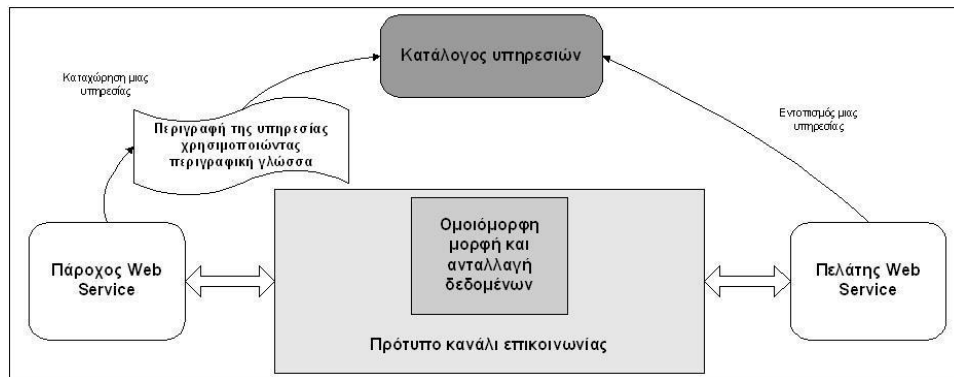 Κατάλογος υπηρεσιών
Καταχώρηση μιας
υπηρεσίας
Περιγραφή της υπηρεσίας
χρησιμοποιώντας
περιγραφική γλώσσα
Εντοπισμός μιας
υπηρεσίας
Πάροχος Web
Service
Ομοιόμορφη
μορφή και
ανταλλαγή
δεδομένων
Πρότυπο κανάλι επικοινωνίας
Πελάτης Web
Service